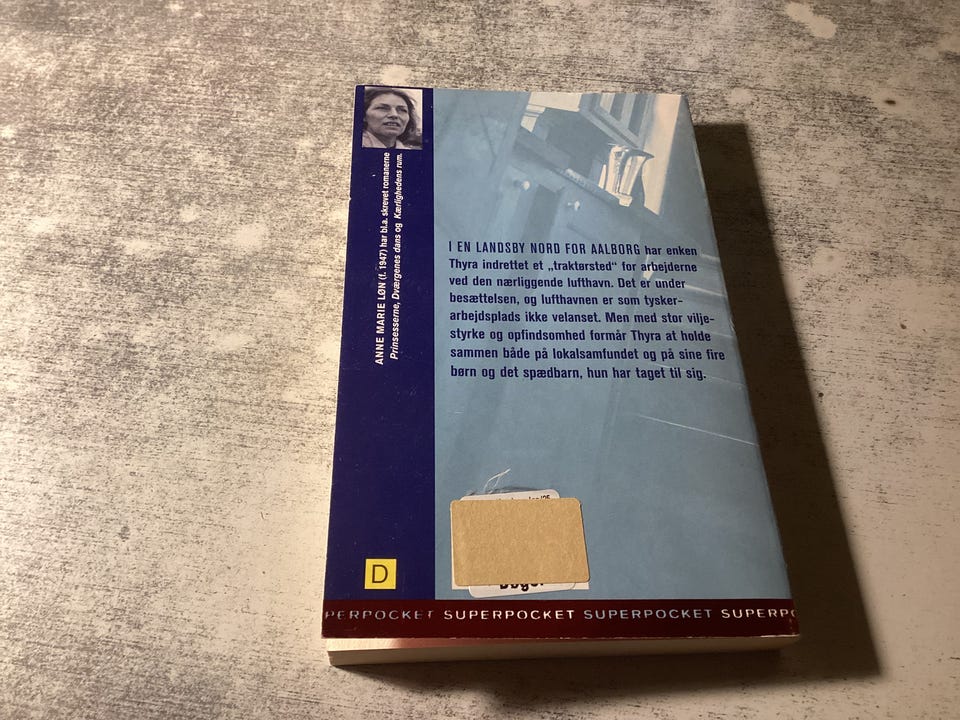 ANNE MARIE LØN (f. 1947) har bl.a. skrevet romanerne
Prinsesserne, Dværgenes dans og Kærlighedens rum.
I EN LANDSBY NORD FOR AALBORG har enken
Thyra indrettet et „traktørsted“ for arbejderne
ved den nærliggende lufthavn. Det er under
besættelsen, og lufthavnen er som tysker-
arbejdsplads ikke velanset. Men med stor vilje-
styrke og opfindsomhed formår Thyra at holde
sammen både på lokalsamfundet og på sine fire
børn og det spædbarn, hun har taget til sig.
D
PERPOCKET SUPERPOCKET SUPERPOCKET SUPERPO